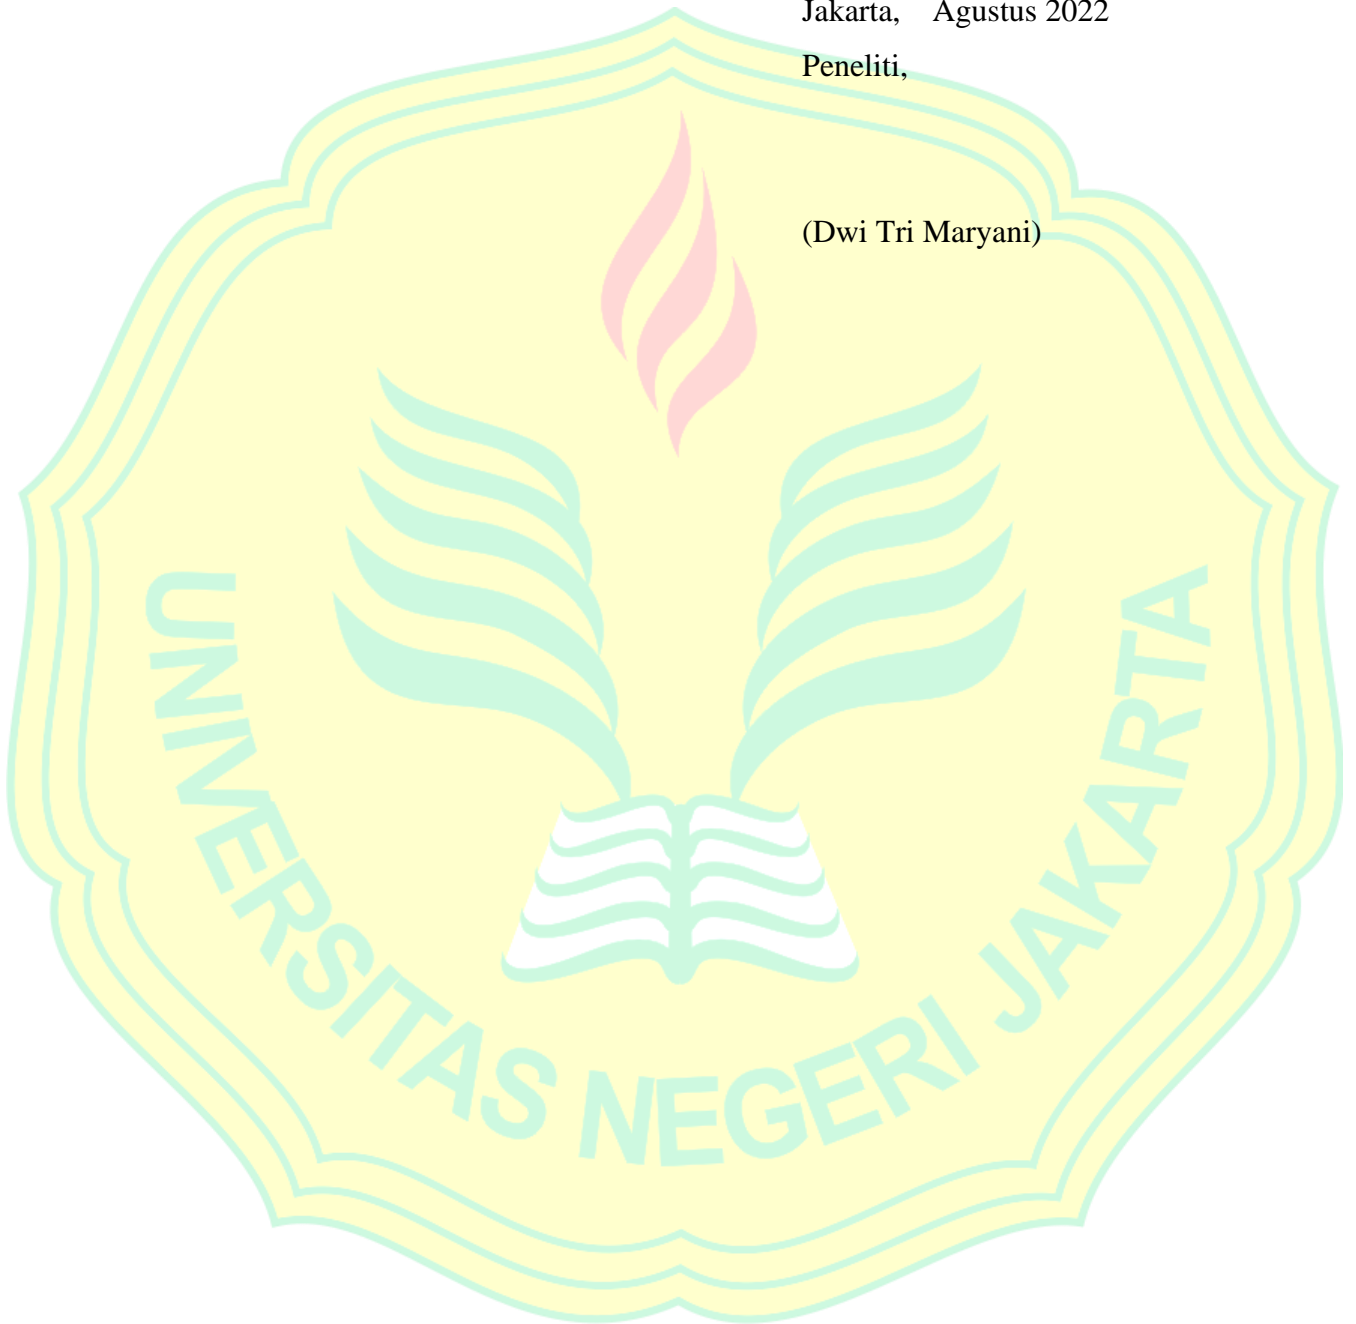 Jakarta,    Agustus 2022
Peneliti,
(Dwi Tri Maryani)
UNIVERSITAS NEGERI JAKARTA